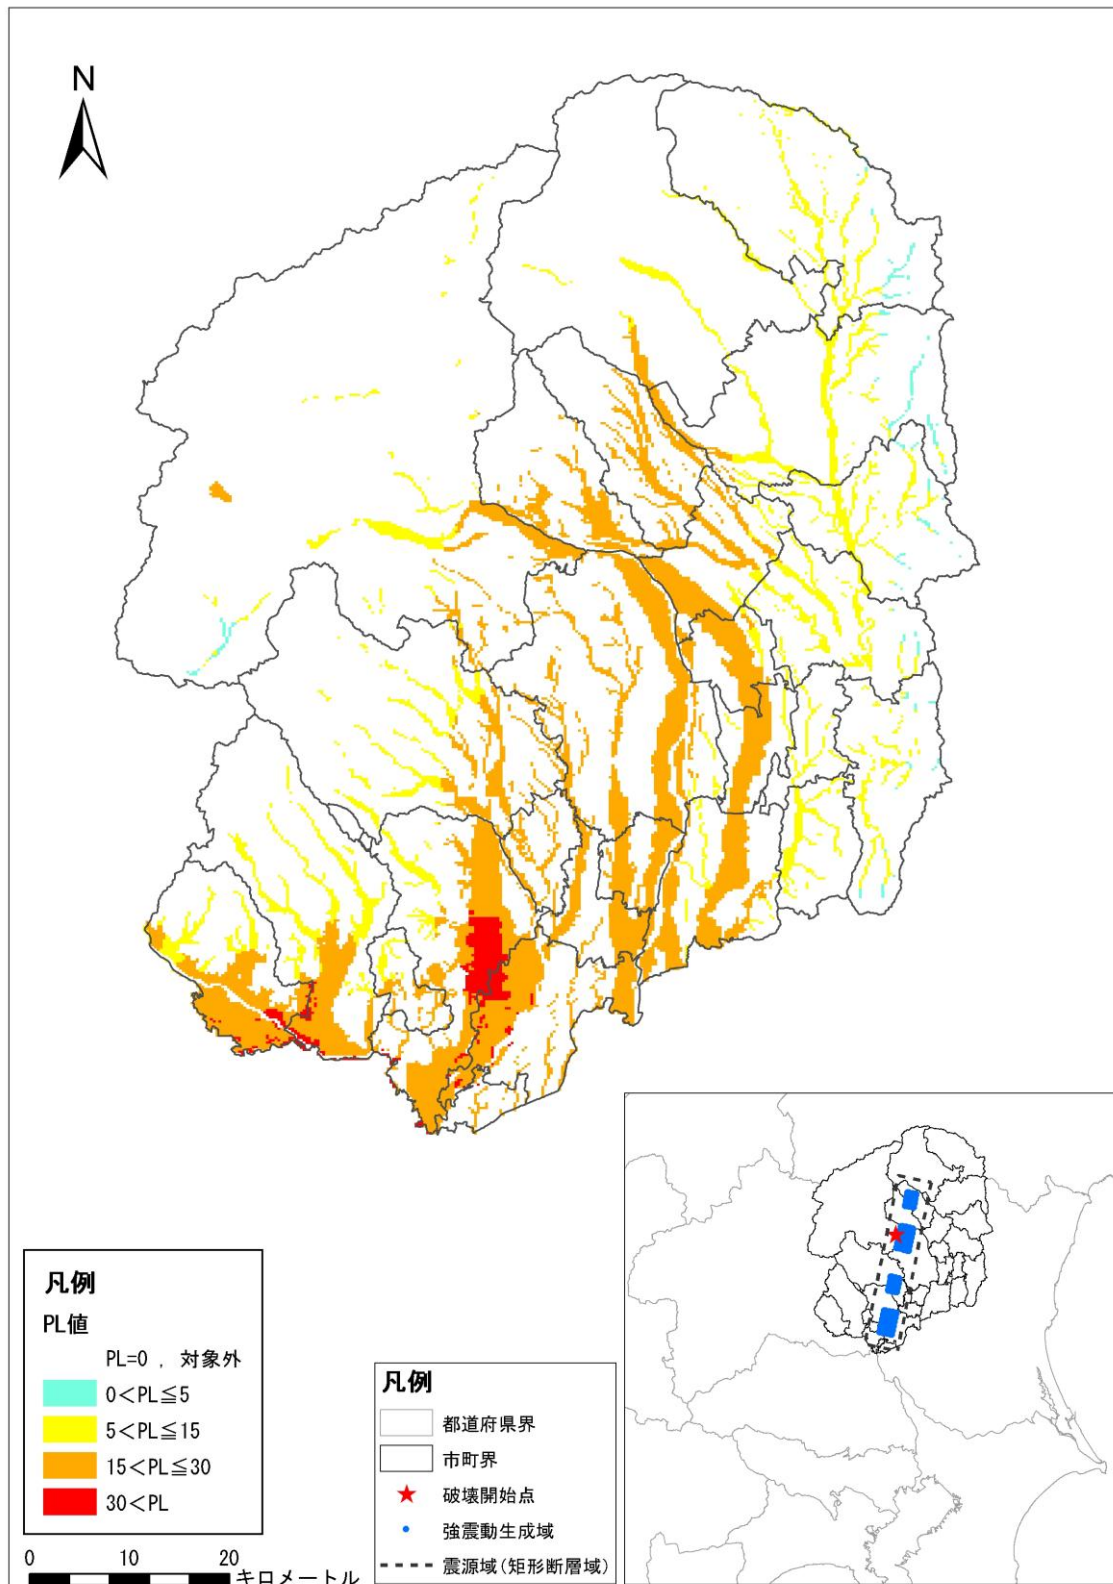 N
凡例
PL値
PL=0 , 対象外
0<PL≦5
5<PL≦15
15<PL≦30
30<PL
0 10 20
キロメートル
凡例
都道府県界
市町界
破壊開始点
強震動生成域
震源域(矩形断層域)